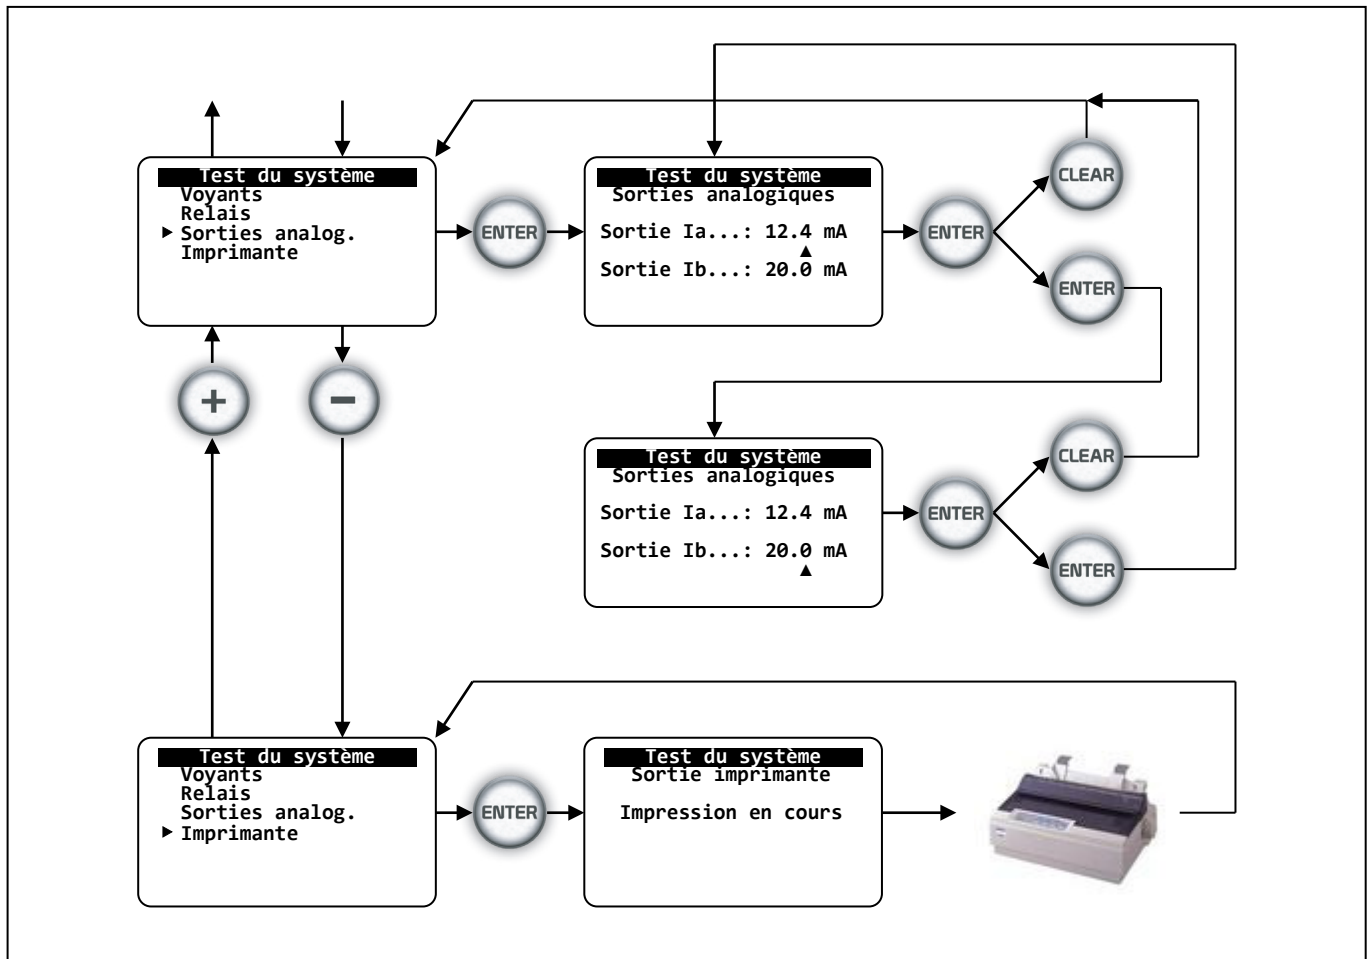 Test du système
Voyants
Relais
▶ Sorties analog.
Imprimante
ENTER
Test du système
Sorties analogiques
Sortie Ia...: 12.4 mA
▲
Sortie Ib...: 20.0 mA
ENTER
CLEAR
ENTER
+
−
Test du système
Sorties analogiques
Sortie Ia...: 12.4 mA
Sortie Ib...: 20.0 mA
▲
ENTER
CLEAR
ENTER
Test du système
Voyants
Relais
Sorties analog.
▶ Imprimante
ENTER
Test du système
Sortie imprimante
Impression en cours